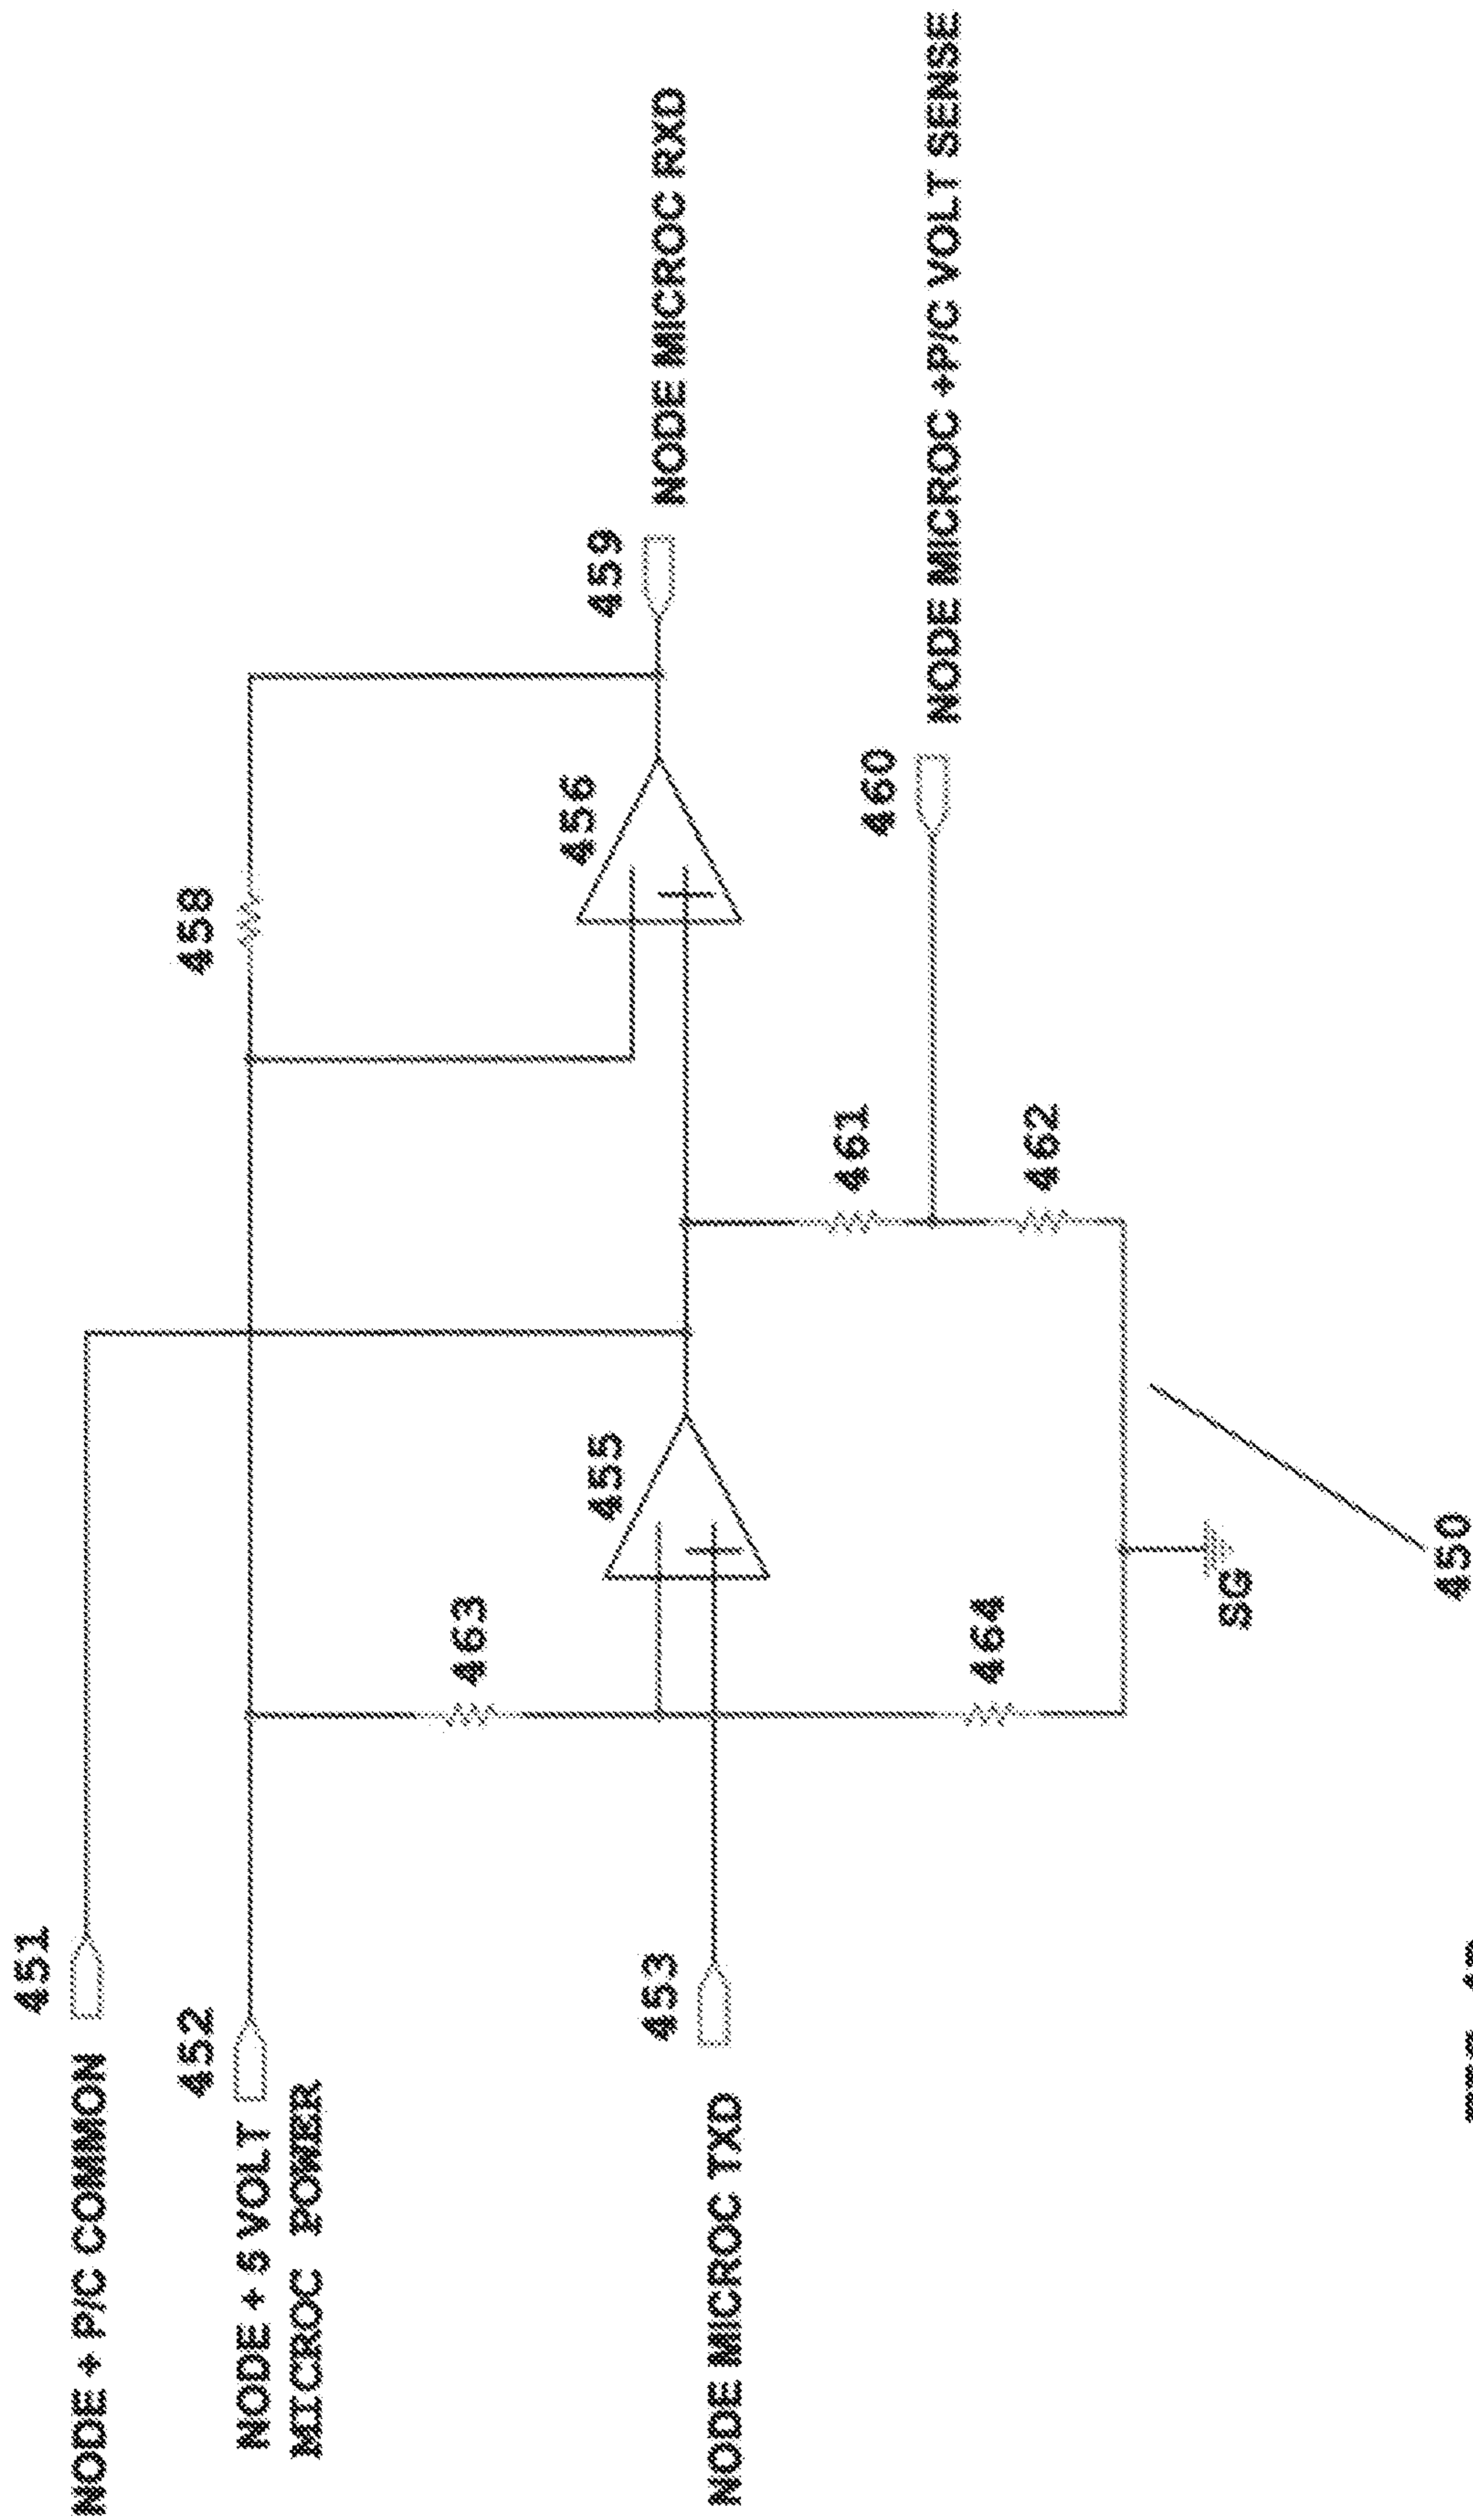 451
NODE + P/C COMMON
452
NODE + 5 VOLT
MICROC POWER
458
463
455
456
459
NODE MICROC RXD
453
NODE MICROC TXD
461
460
NODE MICROC +P/C VOLT SENSE
464
462
SG
450